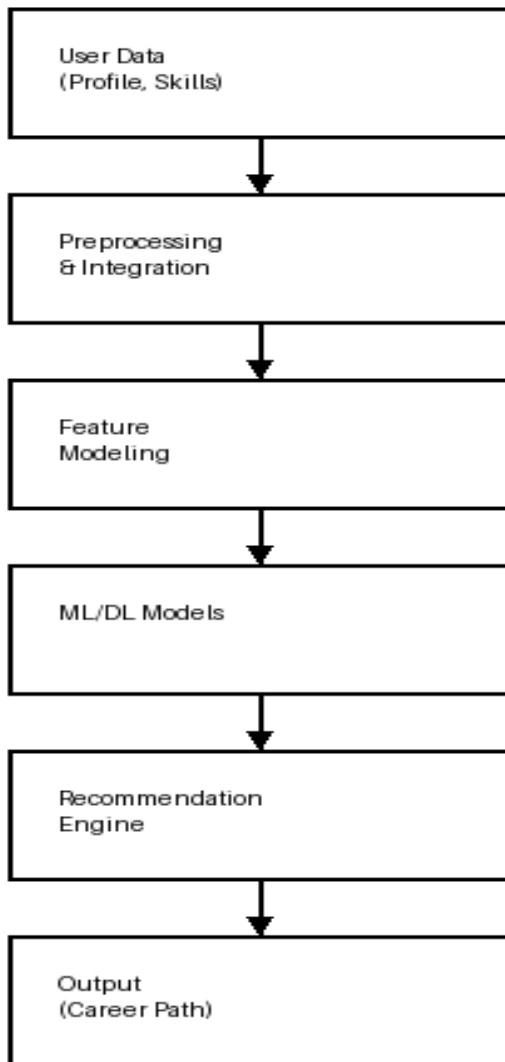 User Data
(Profile, Skills)
Preprocessing
& Integration
Feature
Modeling
ML/DL Models
Recommendation
Engine
Output
(Career Path)